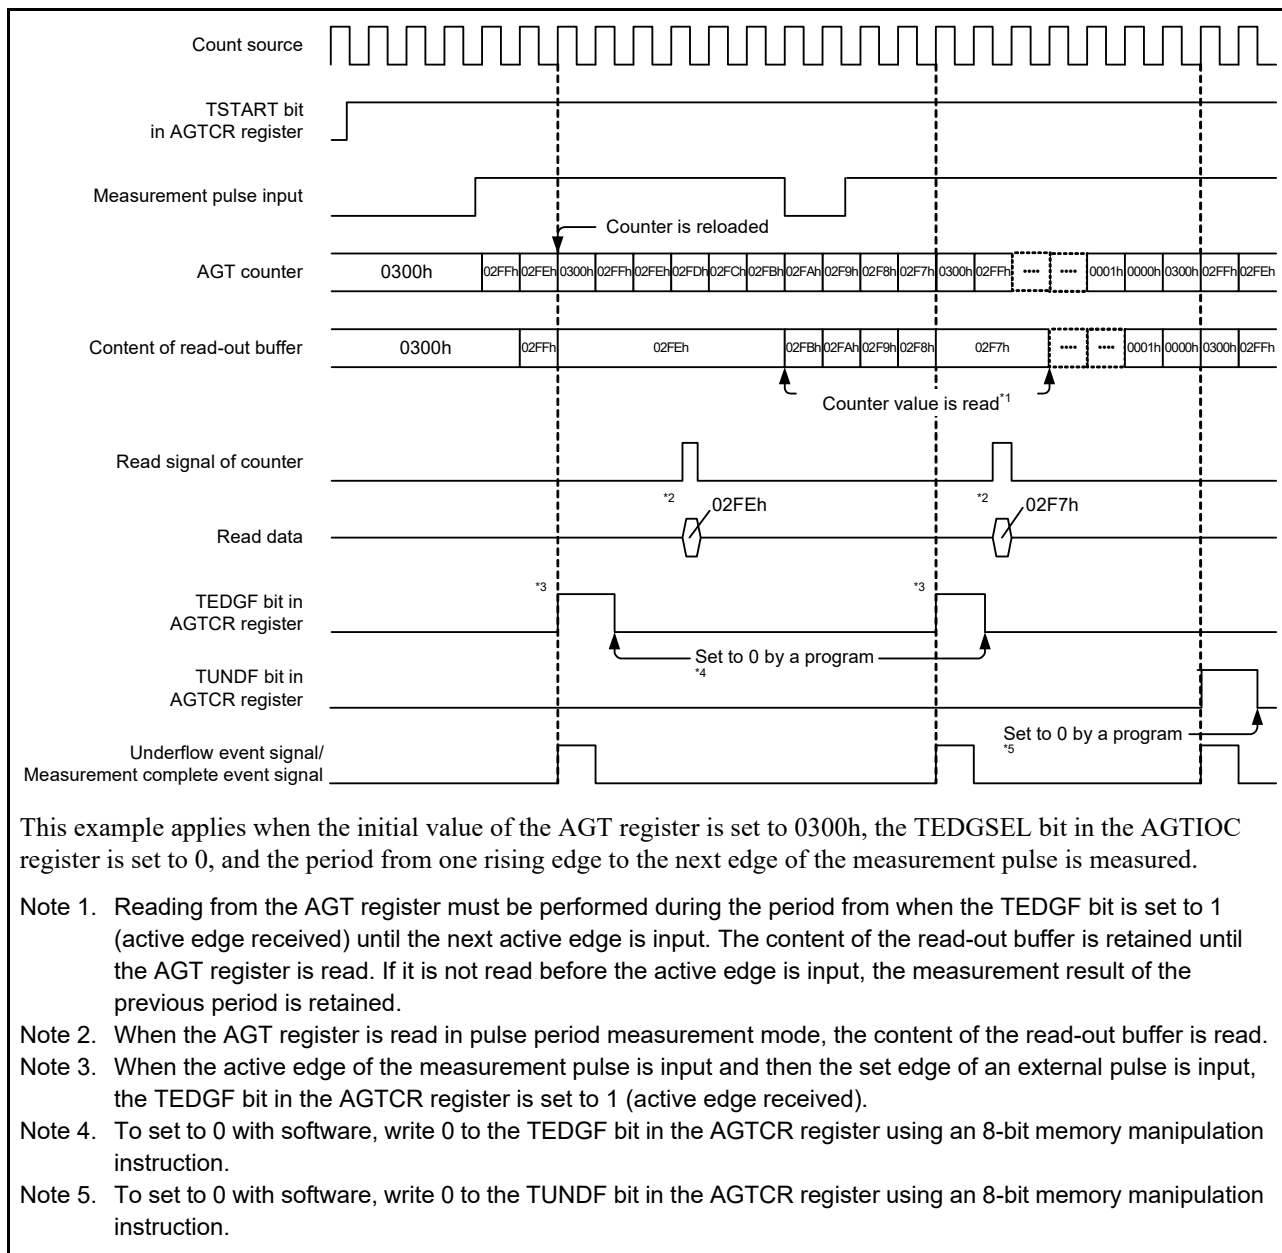 Count source
TSTART bit
in AGTCR register
Measurement pulse input
Counter is reloaded
AGT counter
0300h 02FFh 02FEh 0300h 02FFh 02FEh 02FDh 02FCh 02FBh 02FAh 02F9h 02F8h 02F7h 0300h 02FFh •••• •••• 0001h 0000h 0300h 02FFh 02FEh
Content of read-out buffer
0300h 02FFh 02FEh 02FBh 02FAh 02F9h 02F8h 02F7h •••• •••• 0001h 0000h 0300h 02FFh
Counter value is read*1
Read signal of counter
*2 02FEh *2 02F7h
Read data
*3 *3
TEDGF bit in
AGTCR register
Set to 0 by a program
*4
TUNDF bit in
AGTCR register
Set to 0 by a program
*5
Underflow event signal/
Measurement complete event signal
This example applies when the initial value of the AGT register is set to 0300h, the TEDGSEL bit in the AGTIOC
register is set to 0, and the period from one rising edge to the next edge of the measurement pulse is measured.
Note 1. Reading from the AGT register must be performed during the period from when the TEDGF bit is set to 1
(active edge received) until the next active edge is input. The content of the read-out buffer is retained until
the AGT register is read. If it is not read before the active edge is input, the measurement result of the
previous period is retained.
Note 2. When the AGT register is read in pulse period measurement mode, the content of the read-out buffer is read.
Note 3. When the active edge of the measurement pulse is input and then the set edge of an external pulse is input,
the TEDGF bit in the AGTCR register is set to 1 (active edge received).
Note 4. To set to 0 with software, write 0 to the TEDGF bit in the AGTCR register using an 8-bit memory manipulation
instruction.
Note 5. To set to 0 with software, write 0 to the TUNDF bit in the AGTCR register using an 8-bit memory manipulation
instruction.